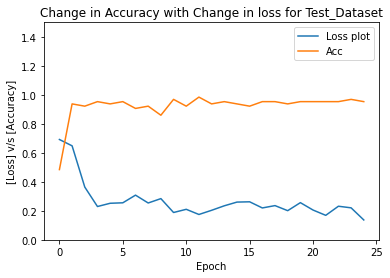 Change in Accuracy with Change in loss for Test_Dataset
Loss plot
Acc
[Loss] v/s [Accuracy]
1.4
1.2
1.0
0.8
0.6
0.4
0.2
0.0
0
5
10
15
20
25
Epoch